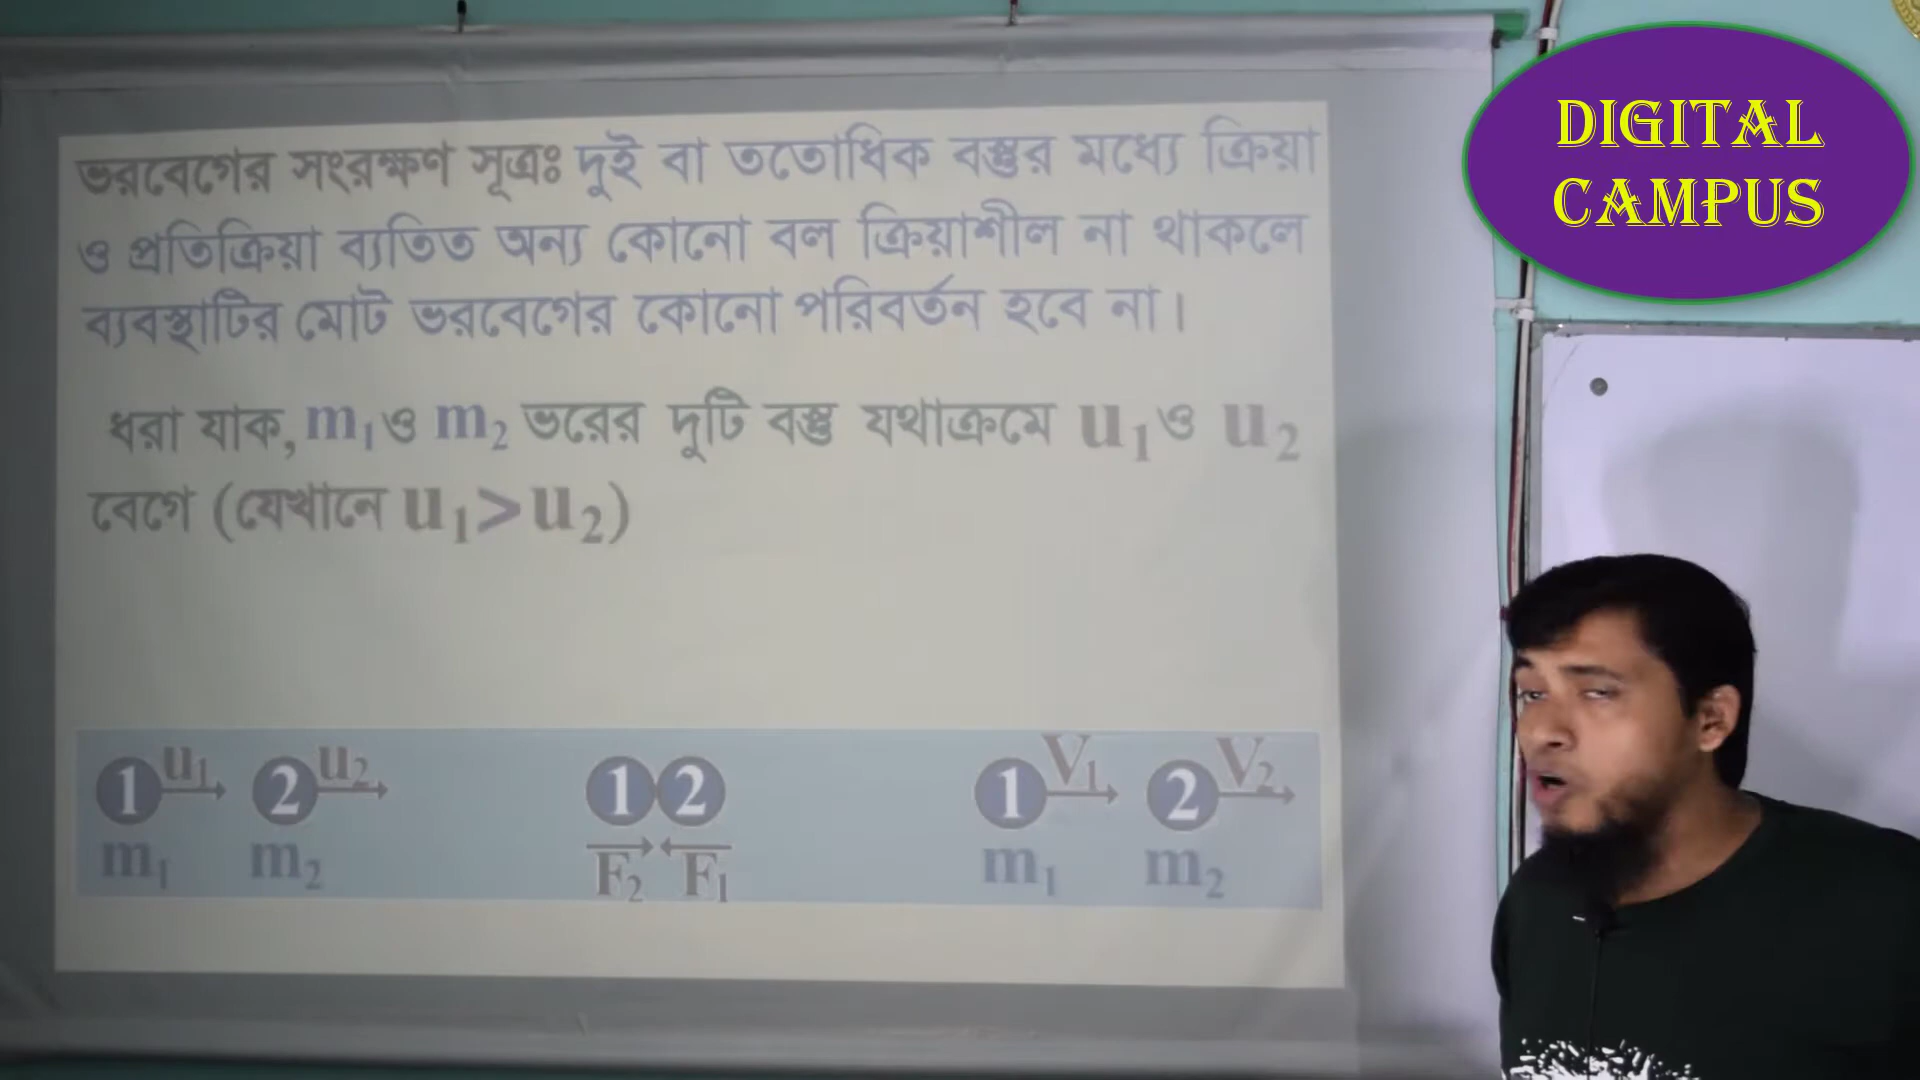 ভরবেগের সংরক্ষণ সূত্রঃ দুই বা ততোধিক বস্তুর মধ্যে ক্রিয়া
ও প্রতিক্রিয়া ব্যতিত অন্য কোনো বল ক্রিয়াশীল না থাকলে
ব্যবস্থাটির মোট ভরবেগের কোনো পরিবর্তন হবে না।
ধরা যাক, m₁ ও m₂ ভরের দুটি বস্তু যথাক্রমে u₁ ও u₂
বেগে (যেখানে u₁>u₂)
1 u₁ 2 u₂ 1 2 1 V₁ 2 V₂
m₁ m₂ F₂ F₁ m₁ m₂
DIGITAL
CAMPUS